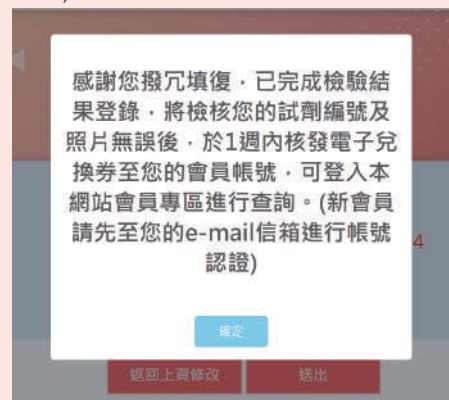 感謝您撥冗填復,已完成檢驗結
果登錄,將檢核您的試劑編號及
照片無誤後,於1週內核發電子兌
換券至您的會員帳號,可登入本
網站會員專區進行查詢。(新會員
請先至您的e-mail信箱進行帳號
認證)
4
確定
返回上頁修改
送出